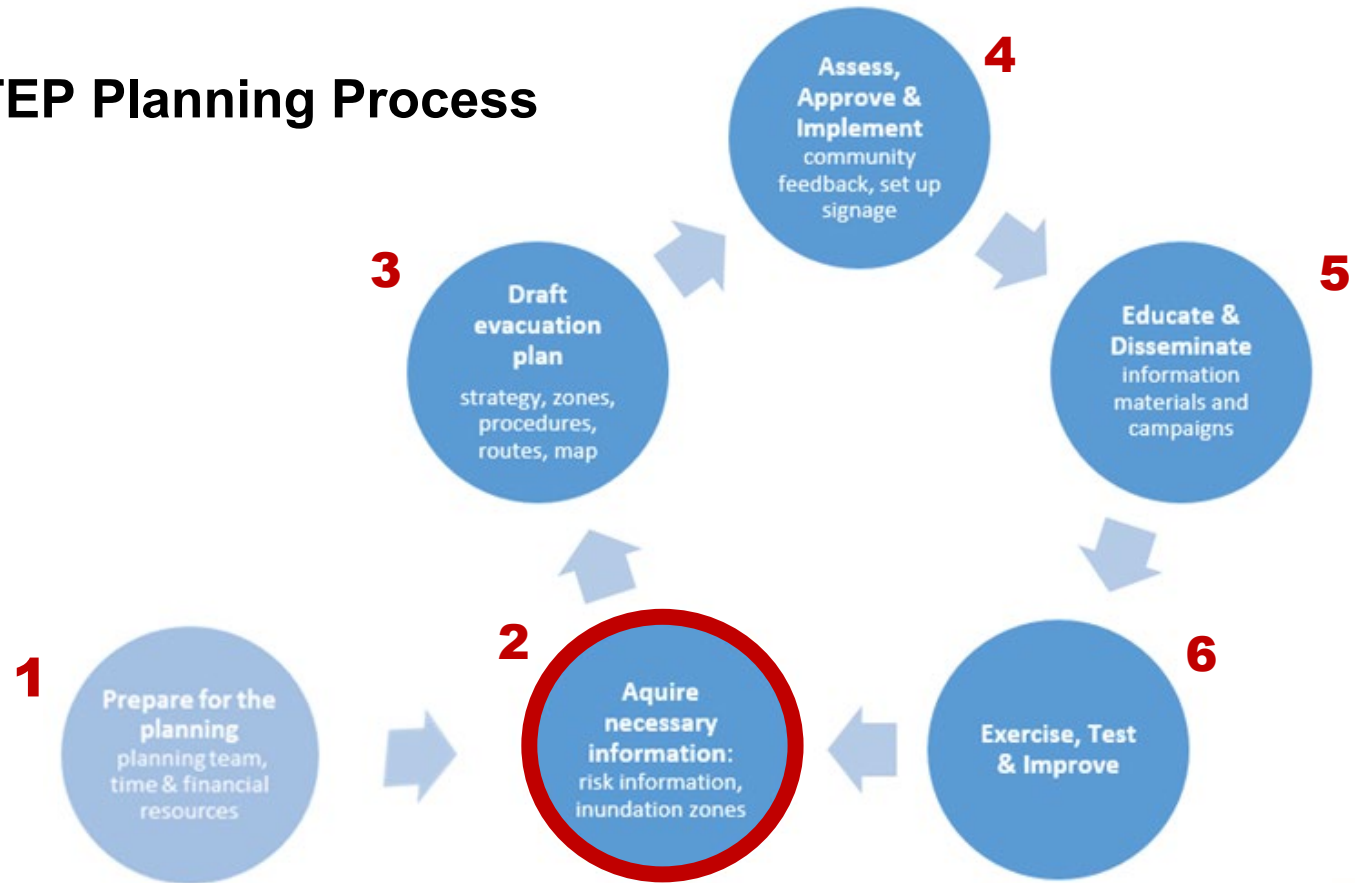 TEP Planning Process
1
Prepare for the
planning
planning team,
time & financial
resources
2
Aquire
necessary
information:
risk information,
inundation zones
3
Draft
evacuation
plan
strategy, zones,
procedures,
routes, map
4
Assess,
Approve &
Implement
community
feedback, set up
signage
5
Educate &
Disseminate
information
materials and
campaigns
6
Exercise, Test
& Improve